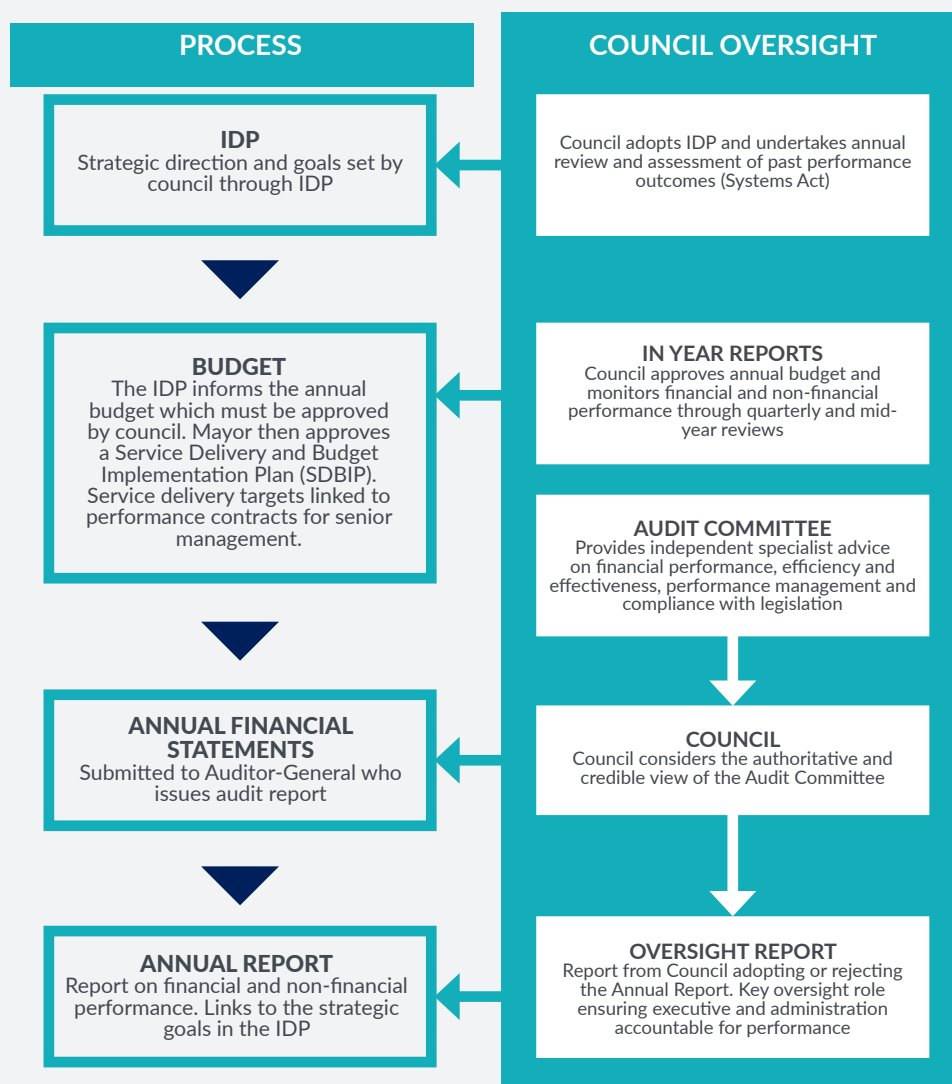 PROCESS
IDP
Strategic direction and goals set by
council through IDP
BUDGET
The IDP informs the annual
budget which must be approved
by council. Mayor then approves
a Service Delivery and Budget
Implementation Plan (SDBIP).
Service delivery targets linked to
performance contracts for senior
management.
ANNUAL FINANCIAL
STATEMENTS
Submitted to Auditor-General who
issues audit report
ANNUAL REPORT
Report on financial and non-financial
performance. Links to the strategic
goals in the IDP
COUNCIL OVERSIGHT
Council adopts IDP and undertakes annual
review and assessment of past performance
outcomes (Systems Act)
IN YEAR REPORTS
Council approves annual budget and
monitors financial and non-financial
performance through quarterly and mid-
year reviews
AUDIT COMMITTEE
Provides independent specialist advice
on financial performance, efficiency and
effectiveness, performance management and
compliance with legislation
COUNCIL
Council considers the authoritative and
credible view of the Audit Committee
OVERSIGHT REPORT
Report from Council adopting or rejecting
the Annual Report. Key oversight role
ensuring executive and administration
accountable for performance